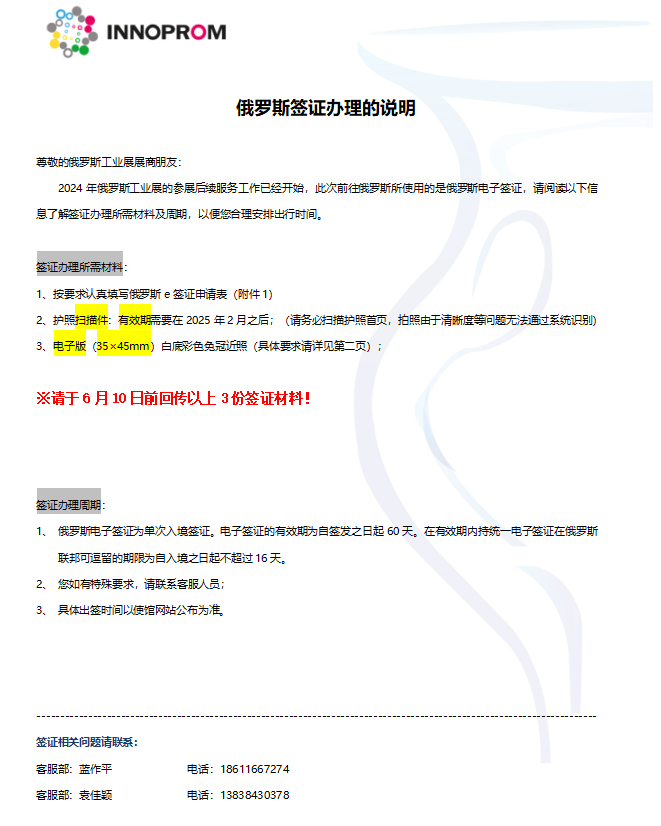 INNOPROM
俄罗斯签证办理的说明
尊敬的俄罗斯工业展展商朋友：
2024 年俄罗斯工业展的参展后续服务工作已经开始，此次前往俄罗斯所使用的是俄罗斯电子签证，请阅读以下信
息了解签证办理所需材料及周期，以便您合理安排出行时间。
签证办理所需材料：
1、按要求认真填写俄罗斯 e 签证申请表（附件 1）
2、护照扫描件：有效期需要在 2025 年 2 月之后；（请务必扫描护照首页，拍照由于清晰度等问题无法通过系统识别）
3、电子版（35×45mm）白底彩色免冠近照（具体要求请详见第二页）；
※请于 6 月 10 日前回传以上 3 份签证材料！
签证办理周期：
1、 俄罗斯电子签证为单次入境签证。电子签证的有效期为自签发之日起 60 天。在有效期内持统一电子签证在俄罗斯
联邦可逗留的期限为自入境之日起不超过 16 天。
2、 您如有特殊要求，请联系客服人员；
3、 具体出签时间以使馆网站公布为准。
签证相关问题请联系：
客服部：蓝作平 电话：18611667274
客服部：袁佳颖 电话：13838430378